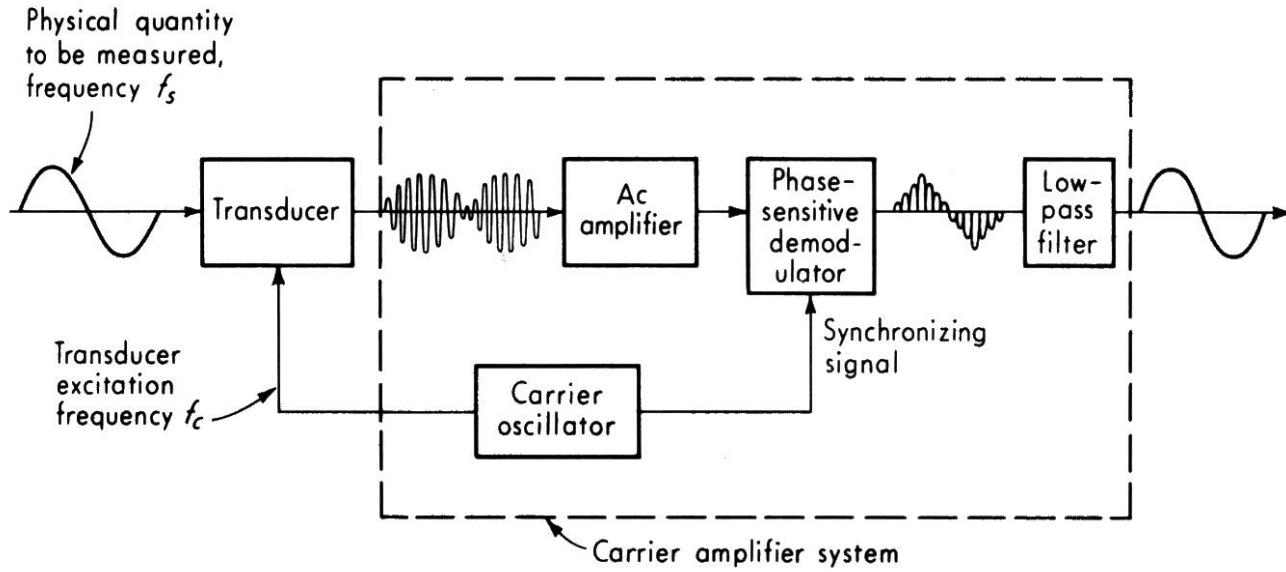 Physical quantity
to be measured,
frequency f_s
Transducer
Ac
amplifier
Phase-
sensitive
demod-
ulator
Low-
pass
filter
Synchronizing
signal
Transducer
excitation
frequency f_c
Carrier
oscillator
Carrier amplifier system